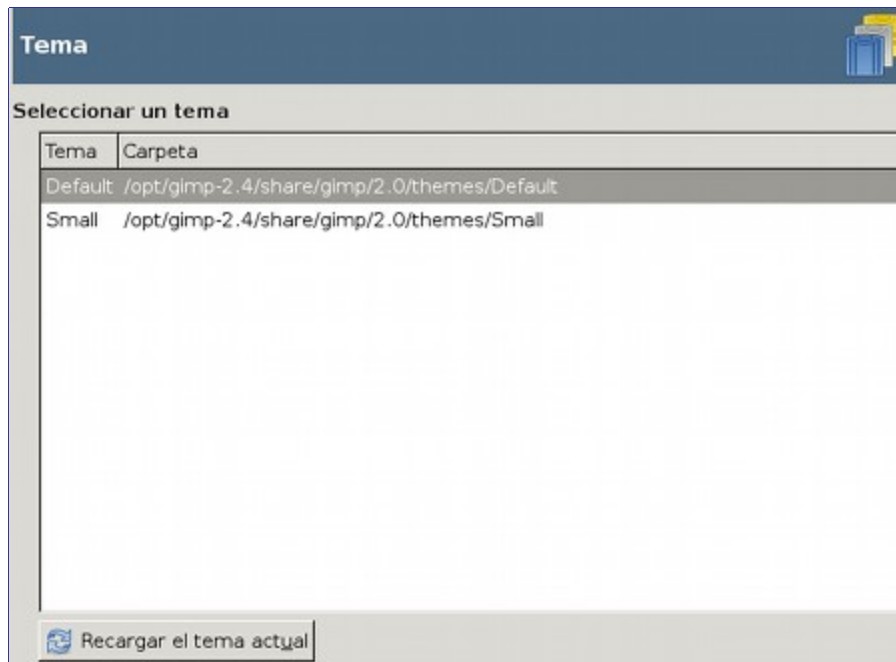 Tema
Seleccionar un tema
Tema Carpeta
Default /opt/gimp-2.4/share/gimp/2.0/themes/Default
Small /opt/gimp-2.4/share/gimp/2.0/themes/Small
Recargar el tema actual